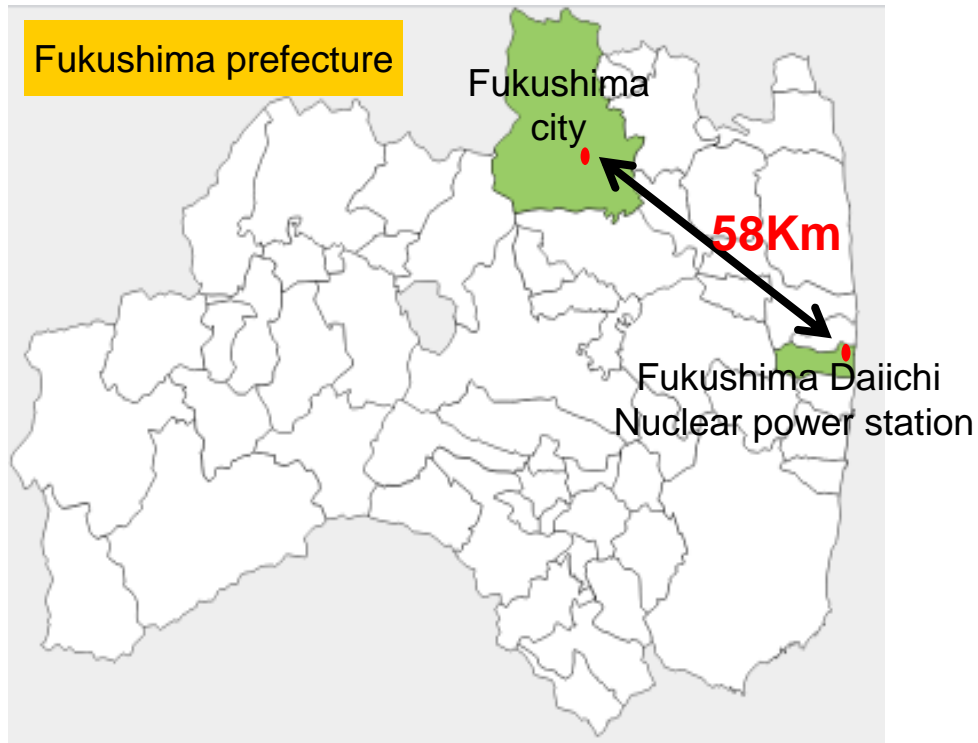 Fukushima prefecture
Fukushima
city
58Km
Fukushima Daiichi
Nuclear power station